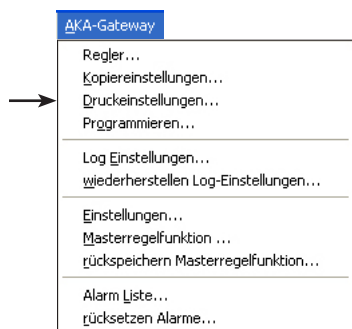 AKA-Gateway
Regler...
Kopiereinstellungen...
Druckeinstellungen...
Programmieren...
Log Einstellungen...
wiederherstellen Log-Einstellungen...
Einstellungen...
Masterregelfunktion ...
rückspeichern Masterregelfunktion...
Alarm Liste...
rücksetzen Alarme...